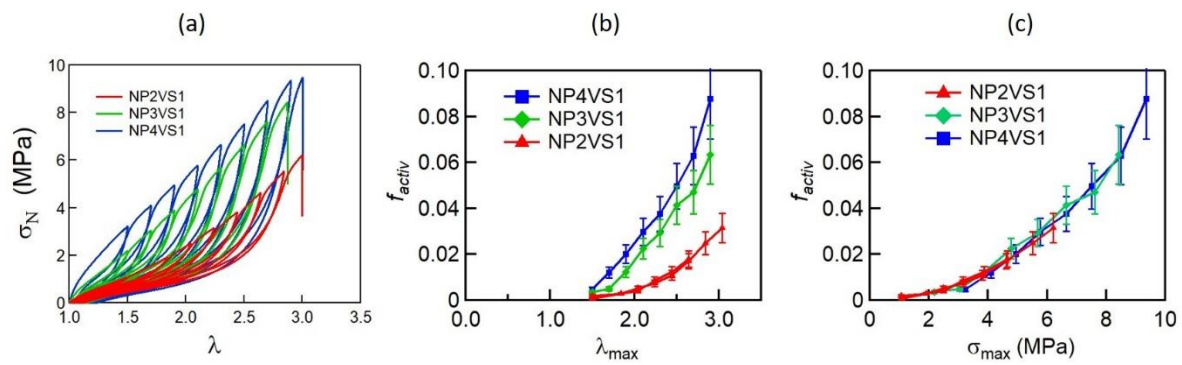 (a)
(b)
(c)
σN (MPa)
10
8
6
4
2
0
NP2VS1
NP3VS1
NP4VS1
1.0 1.5 2.0 2.5 3.0 3.5
λ
factiv
0.10
0.08
0.06
0.04
0.02
0
NP4VS1
NP3VS1
NP2VS1
0.0 1.0 2.0 3.0
λmax
factiv
0.10
0.08
0.06
0.04
0.02
0
NP2VS1
NP3VS1
NP4VS1
0 2 4 6 8 10
σmax (MPa)